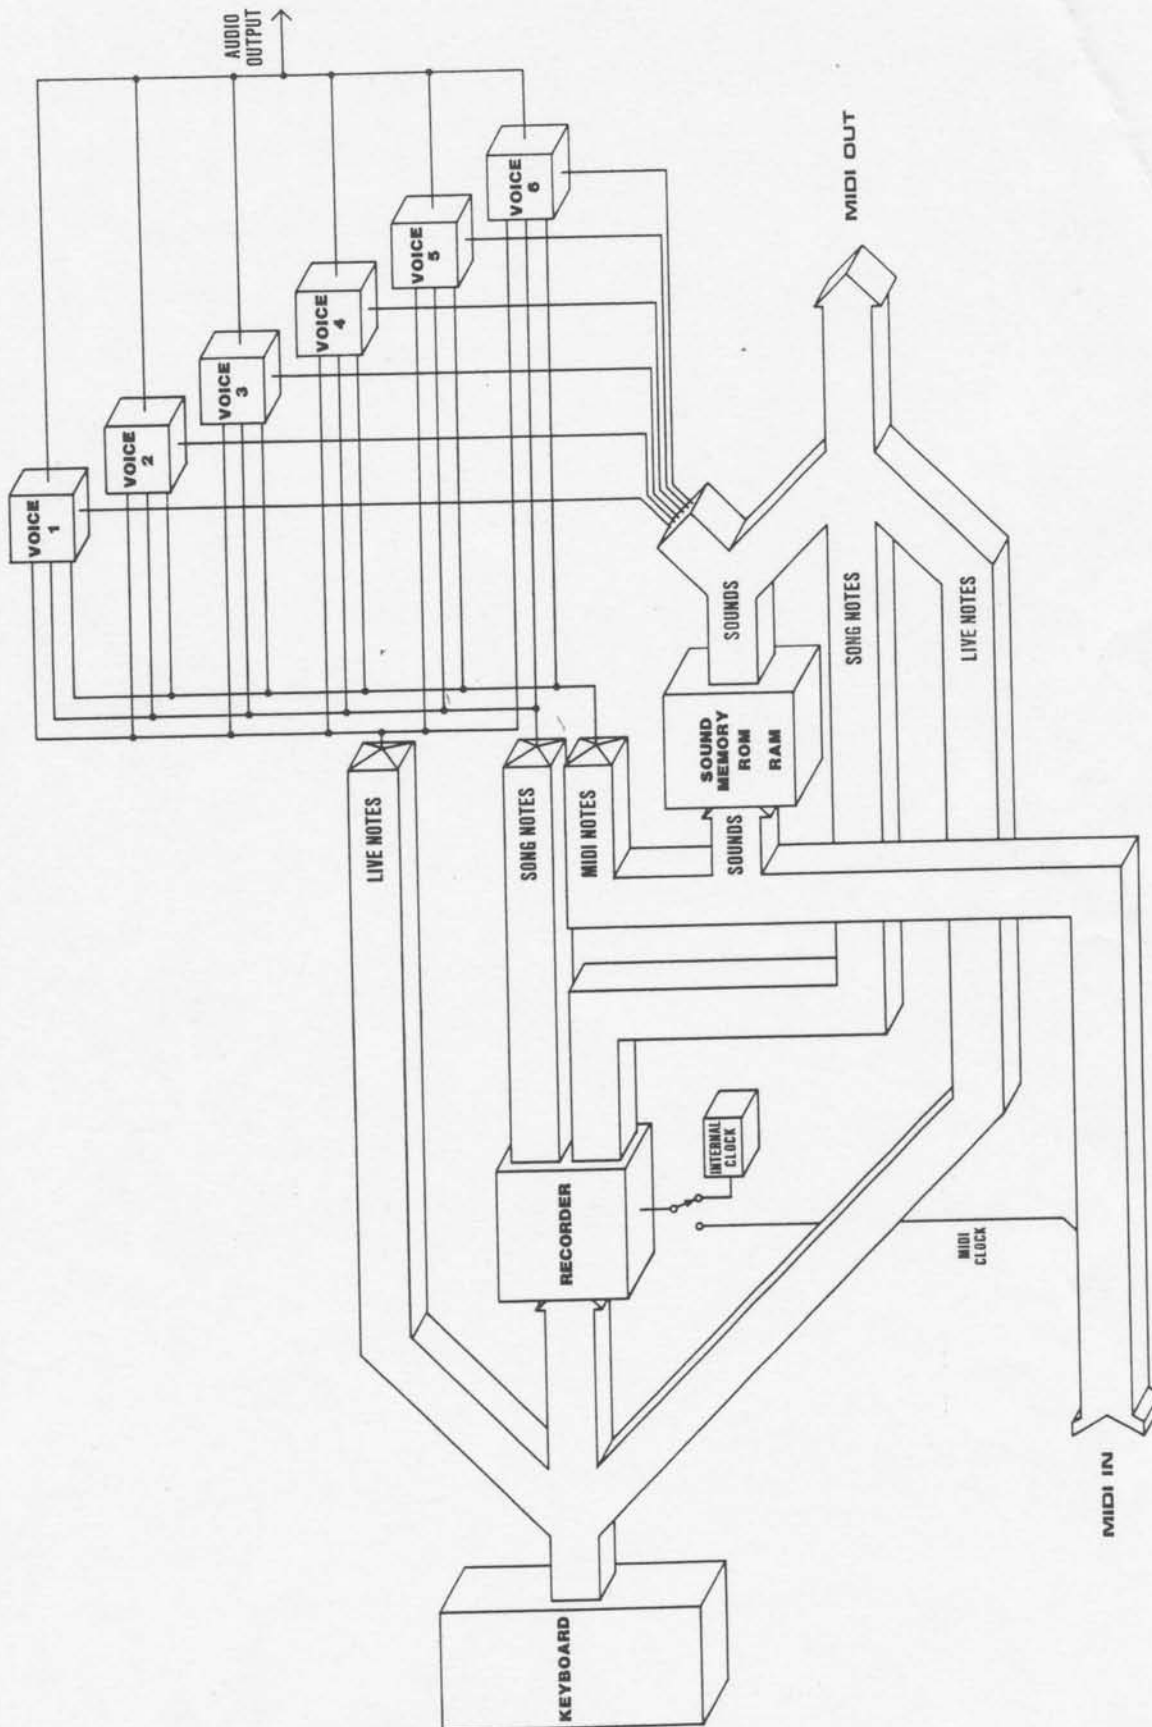 AUDIO
OUTPUT
VOICE
1
VOICE
2
VOICE
3
VOICE
4
VOICE
5
VOICE
6
LIVE NOTES
SONG NOTES
MIDI NOTES
SOUNDS
SOUND
MEMORY
ROM
RAM
SOUNDS
SONG NOTES
LIVE NOTES
MIDI OUT
KEYBOARD
RECORDER
INTERNAL
CLOCK
MIDI
CLOCK
MIDI IN